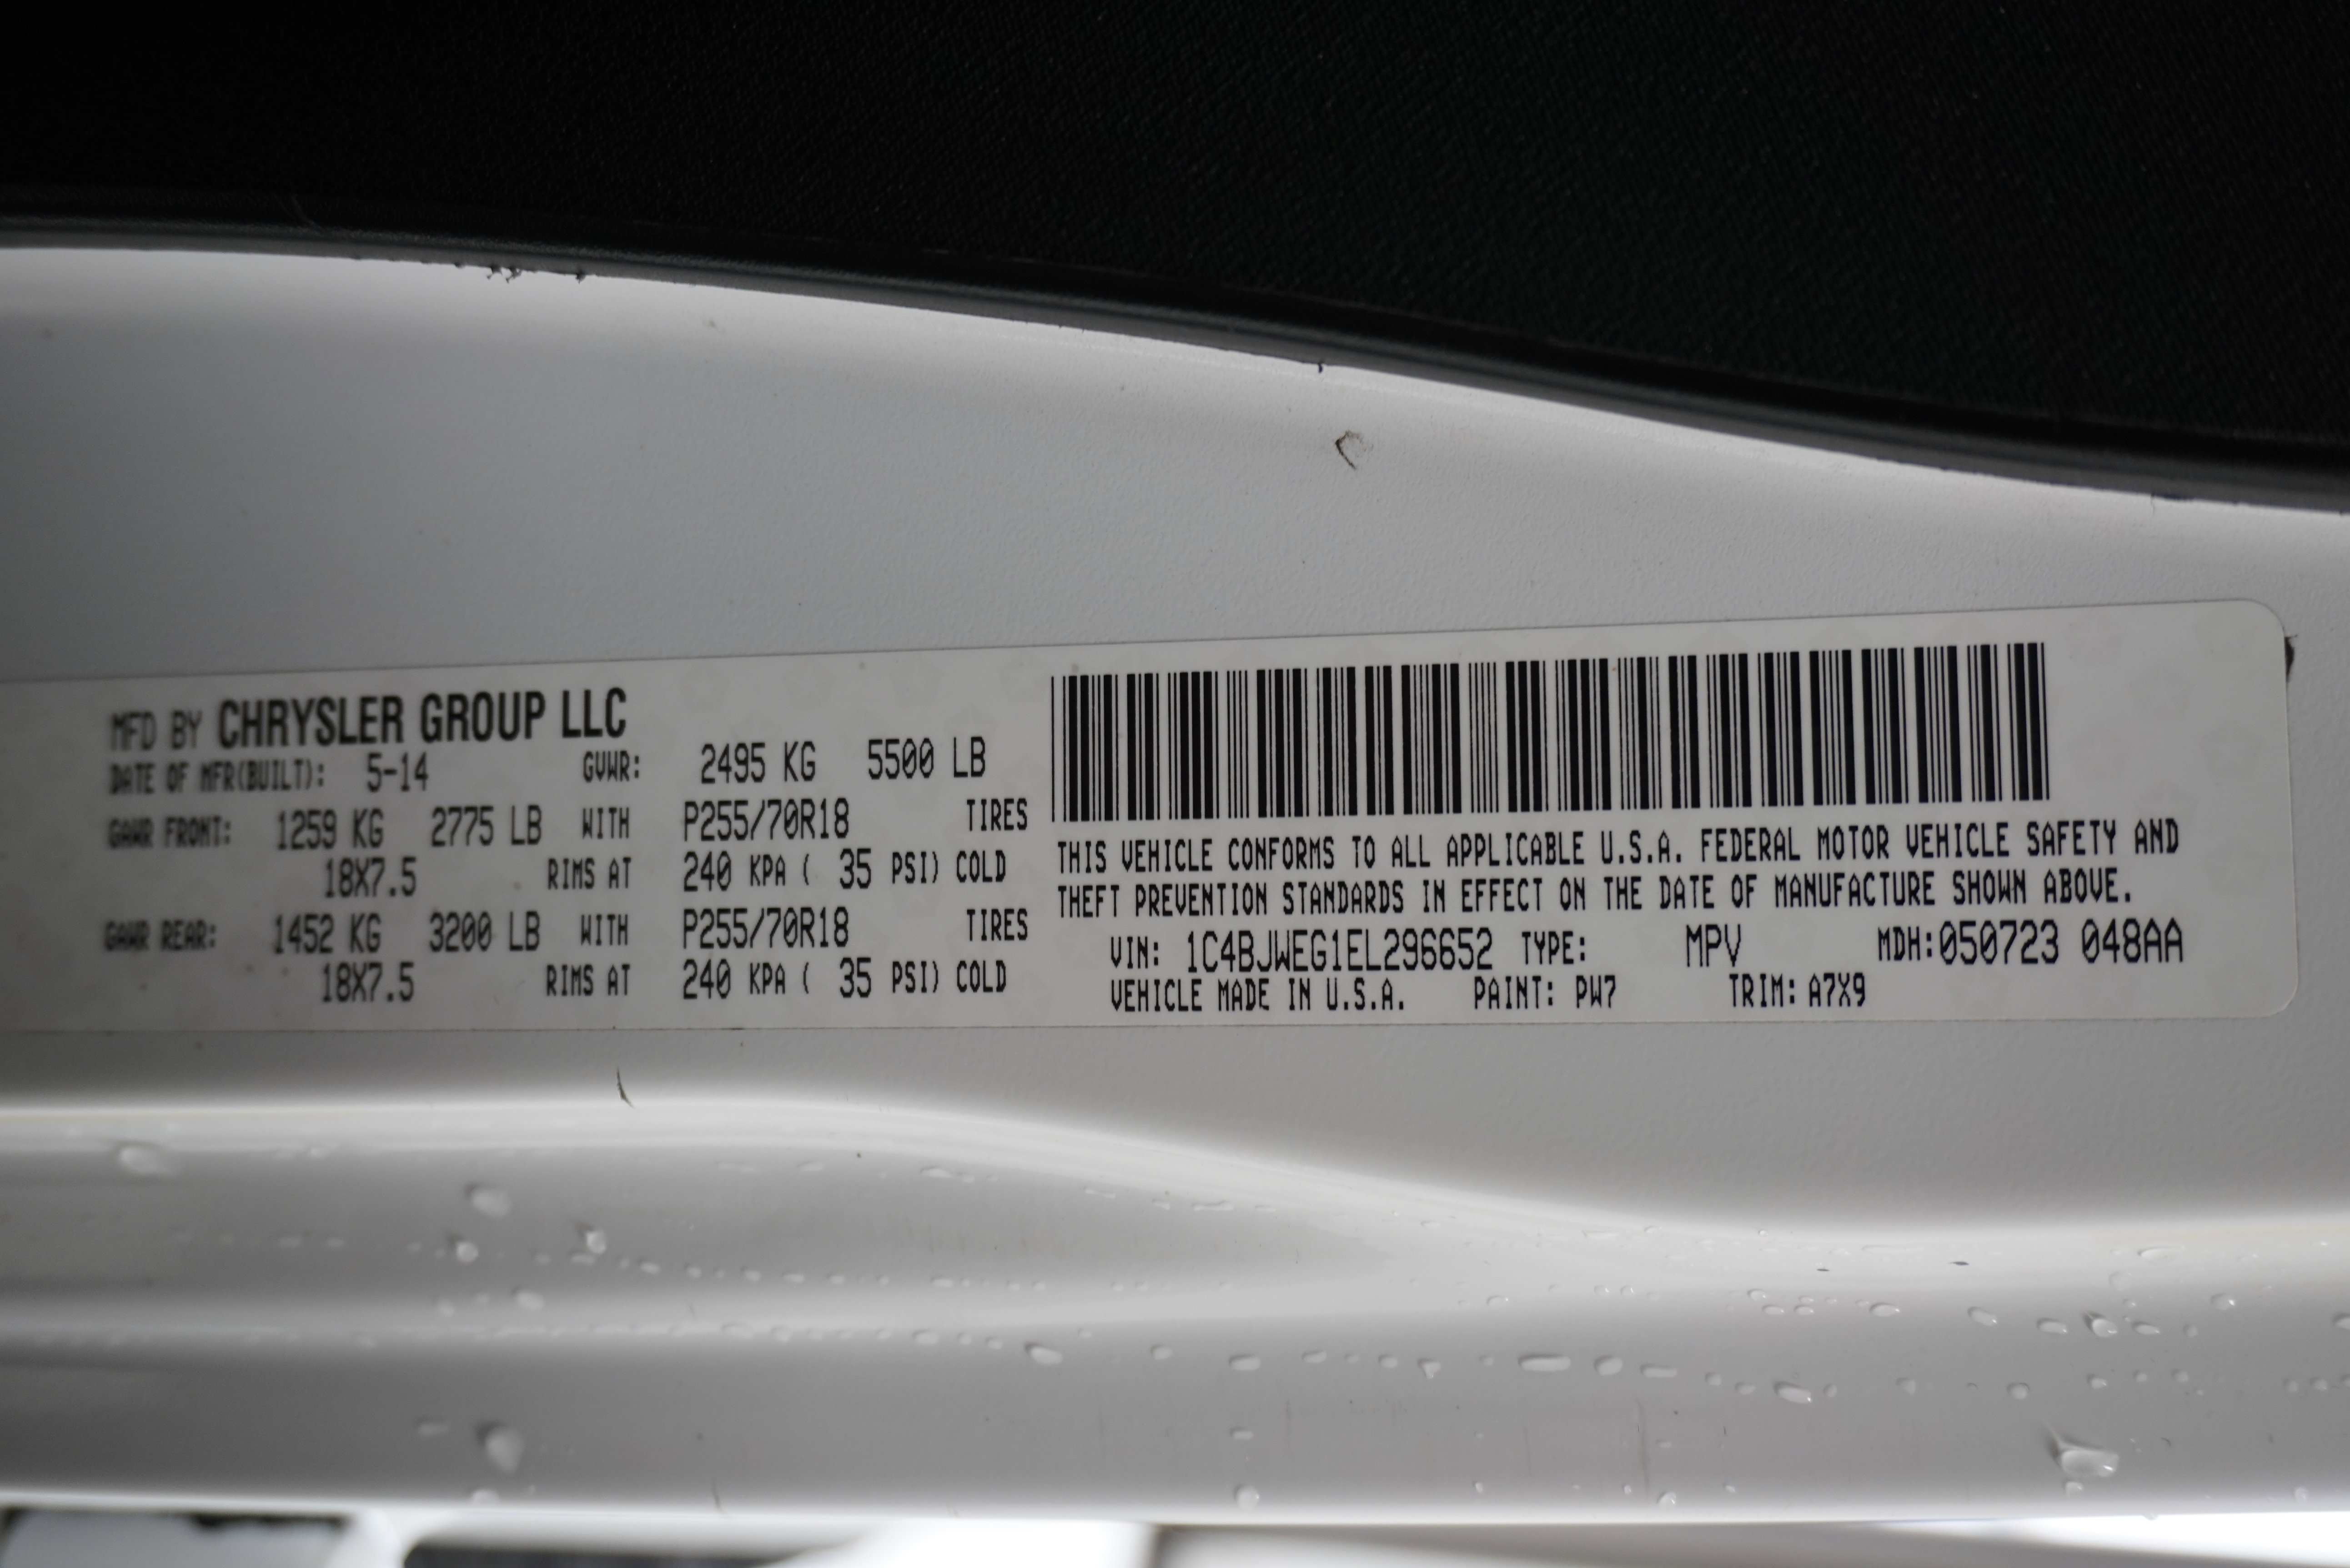 MFD BY CHRYSLER GROUP LLC
DATE OF MFR(BUILT): 5-14 GVWR: 2495 KG 5500 LB
GAWR FRONT: 1259 KG 2775 LB WITH P255/70R18 TIRES
18X7.5 RIMS AT 240 KPA ( 35 PSI) COLD
GAWR REAR: 1452 KG 3200 LB WITH P255/70R18 TIRES
18X7.5 RIMS AT 240 KPA ( 35 PSI) COLD
THIS VEHICLE CONFORMS TO ALL APPLICABLE U.S.A. FEDERAL MOTOR VEHICLE SAFETY AND
THEFT PREVENTION STANDARDS IN EFFECT ON THE DATE OF MANUFACTURE SHOWN ABOVE.
VIN: 1C4BJWEG1EL296652 TYPE: MPV MDH:050723 048AA
VEHICLE MADE IN U.S.A. PAINT: PW7 TRIM: A7X9